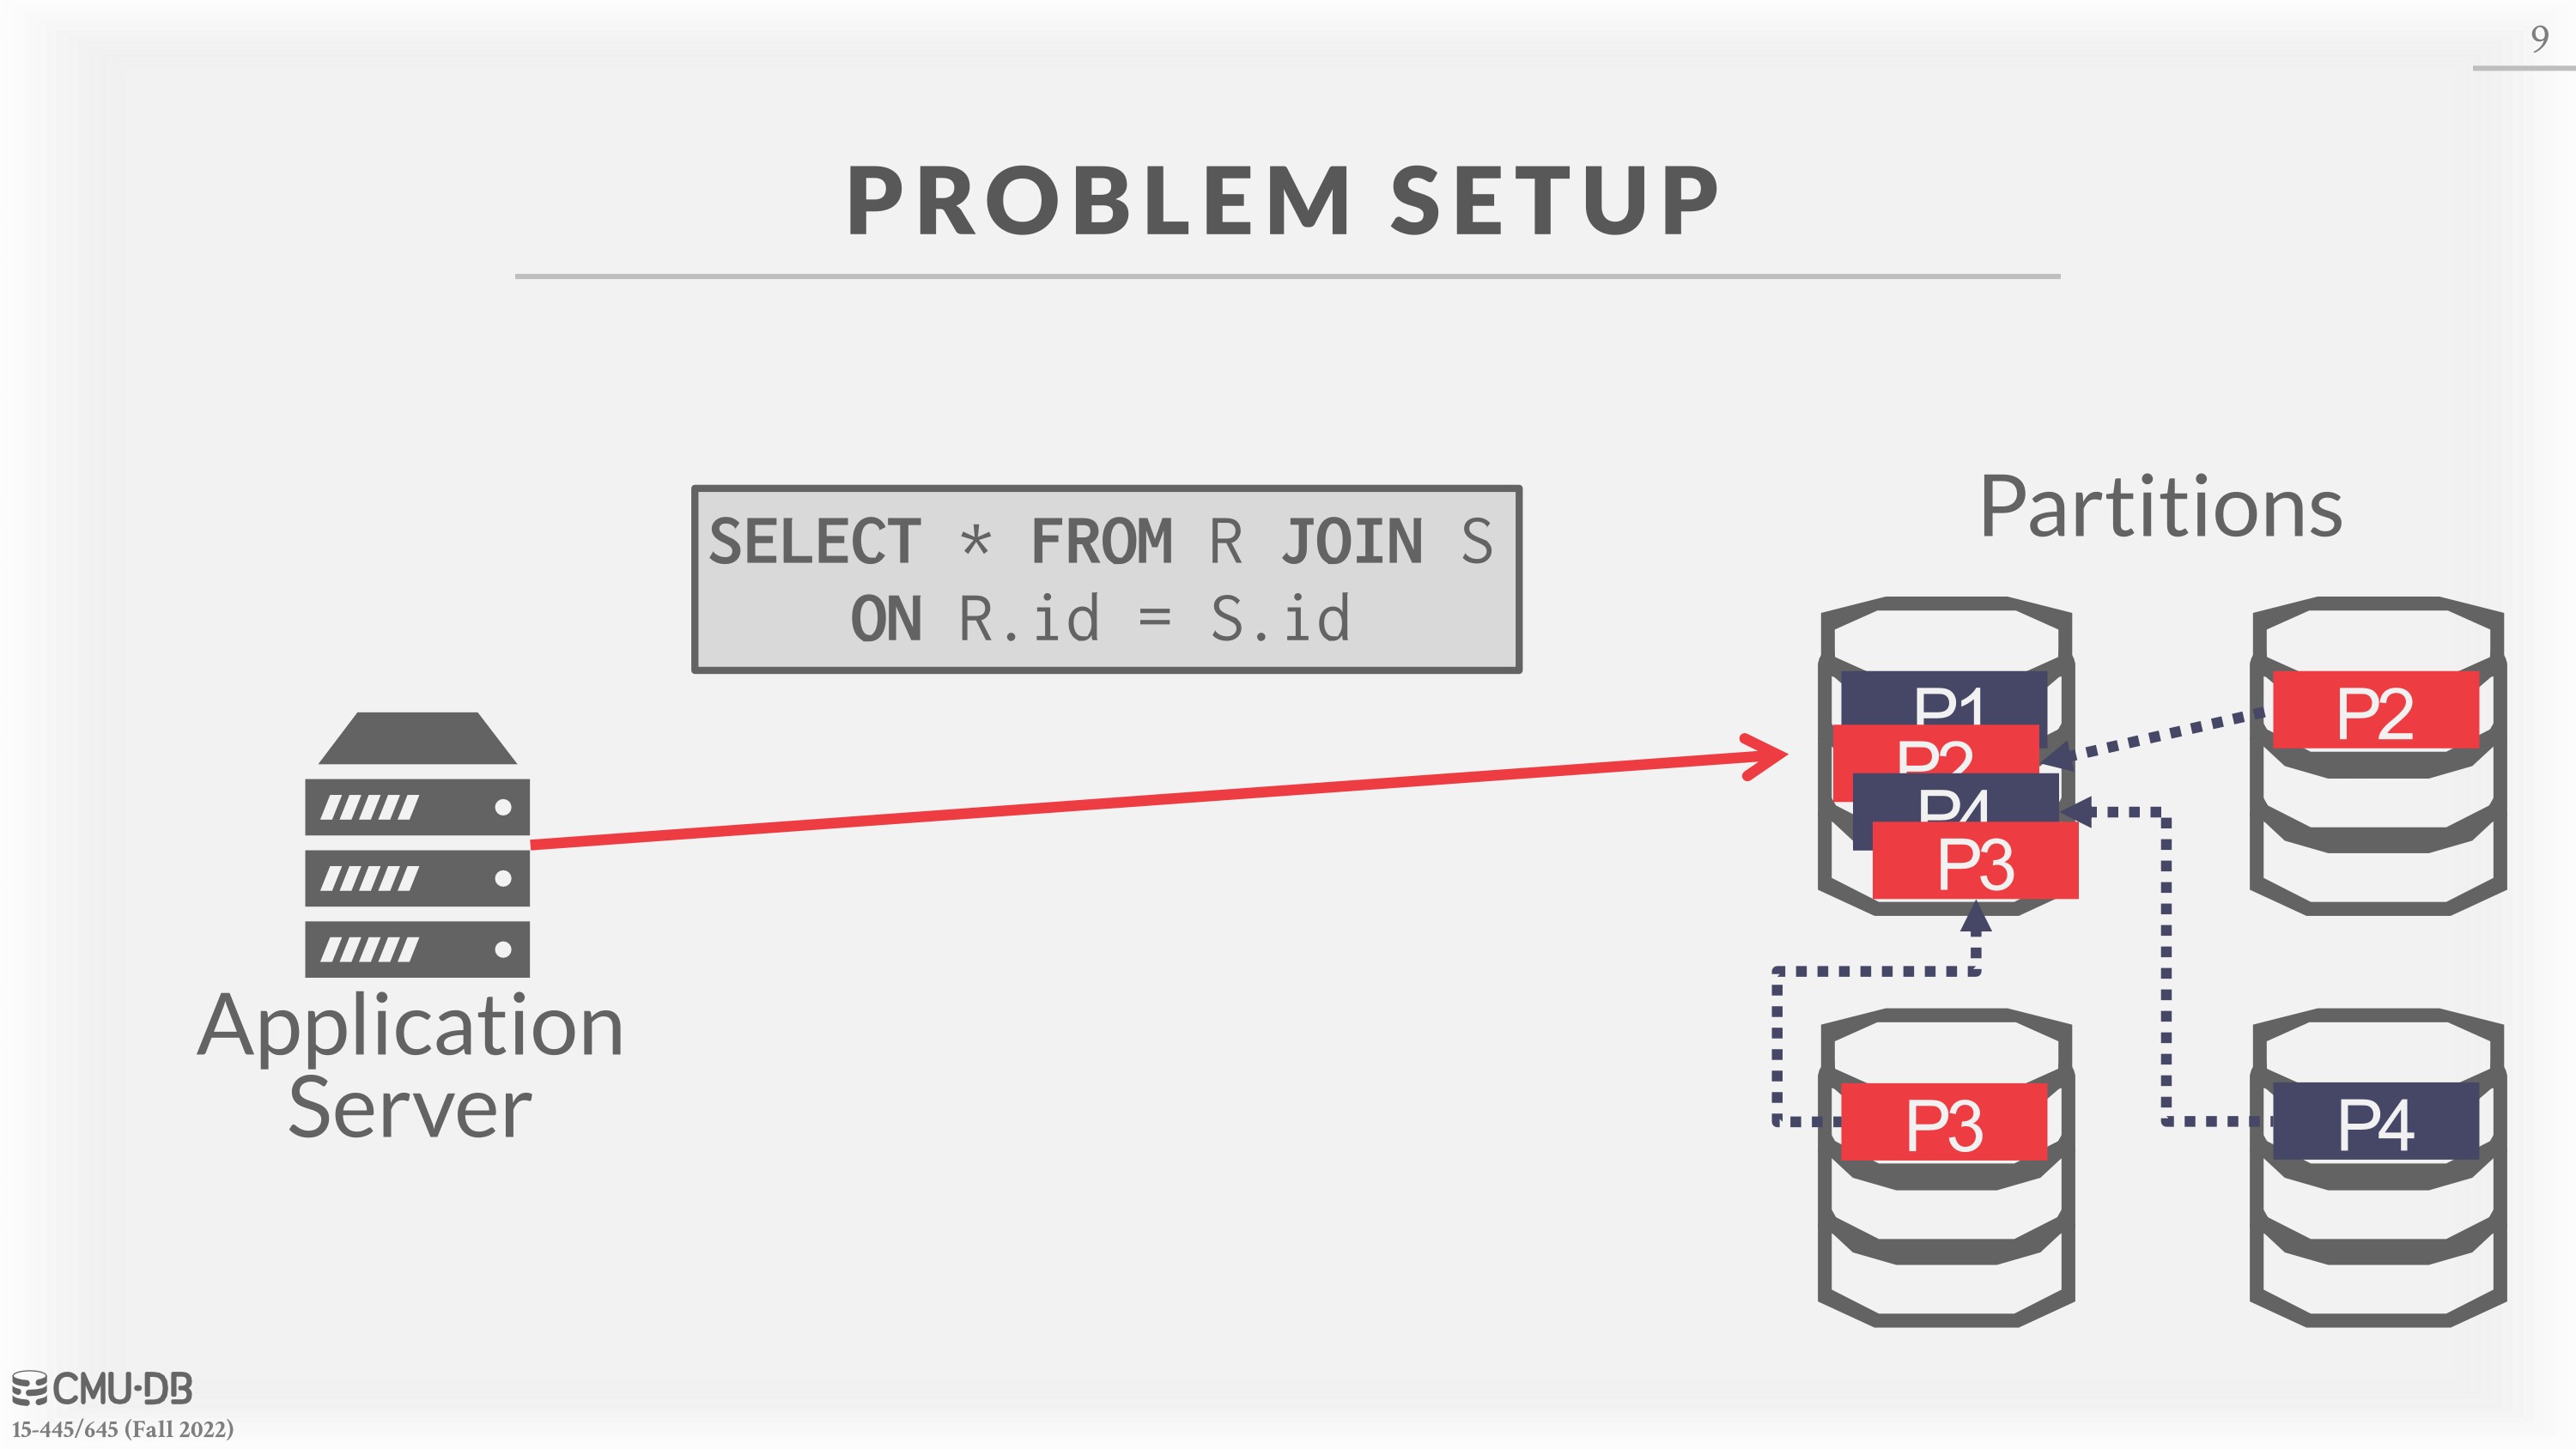 9
PROBLEM SETUP
SELECT * FROM R JOIN S
ON R.id = S.id
Partitions
P1
P2
P4
P3
P2
Application
Server
P3
P4
CMU·DB
15-445/645 (Fall 2022)